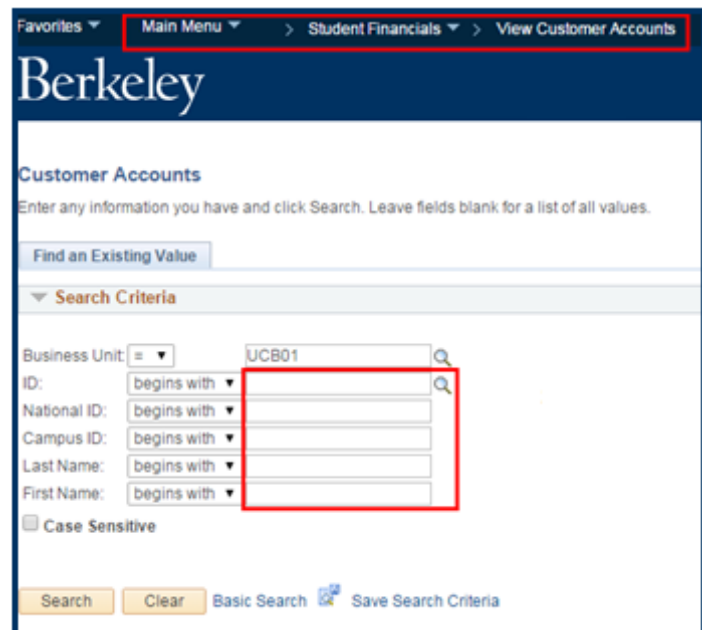 Favorites Main Menu > Student Financials > View Customer Accounts
Berkeley
Customer Accounts
Enter any information you have and click Search. Leave fields blank for a list of all values.
Find an Existing Value
Search Criteria
Business Unit: = UCB01
ID: begins with
National ID: begins with
Campus ID: begins with
Last Name: begins with
First Name: begins with
Case Sensitive
Search Clear Basic Search Save Search Criteria